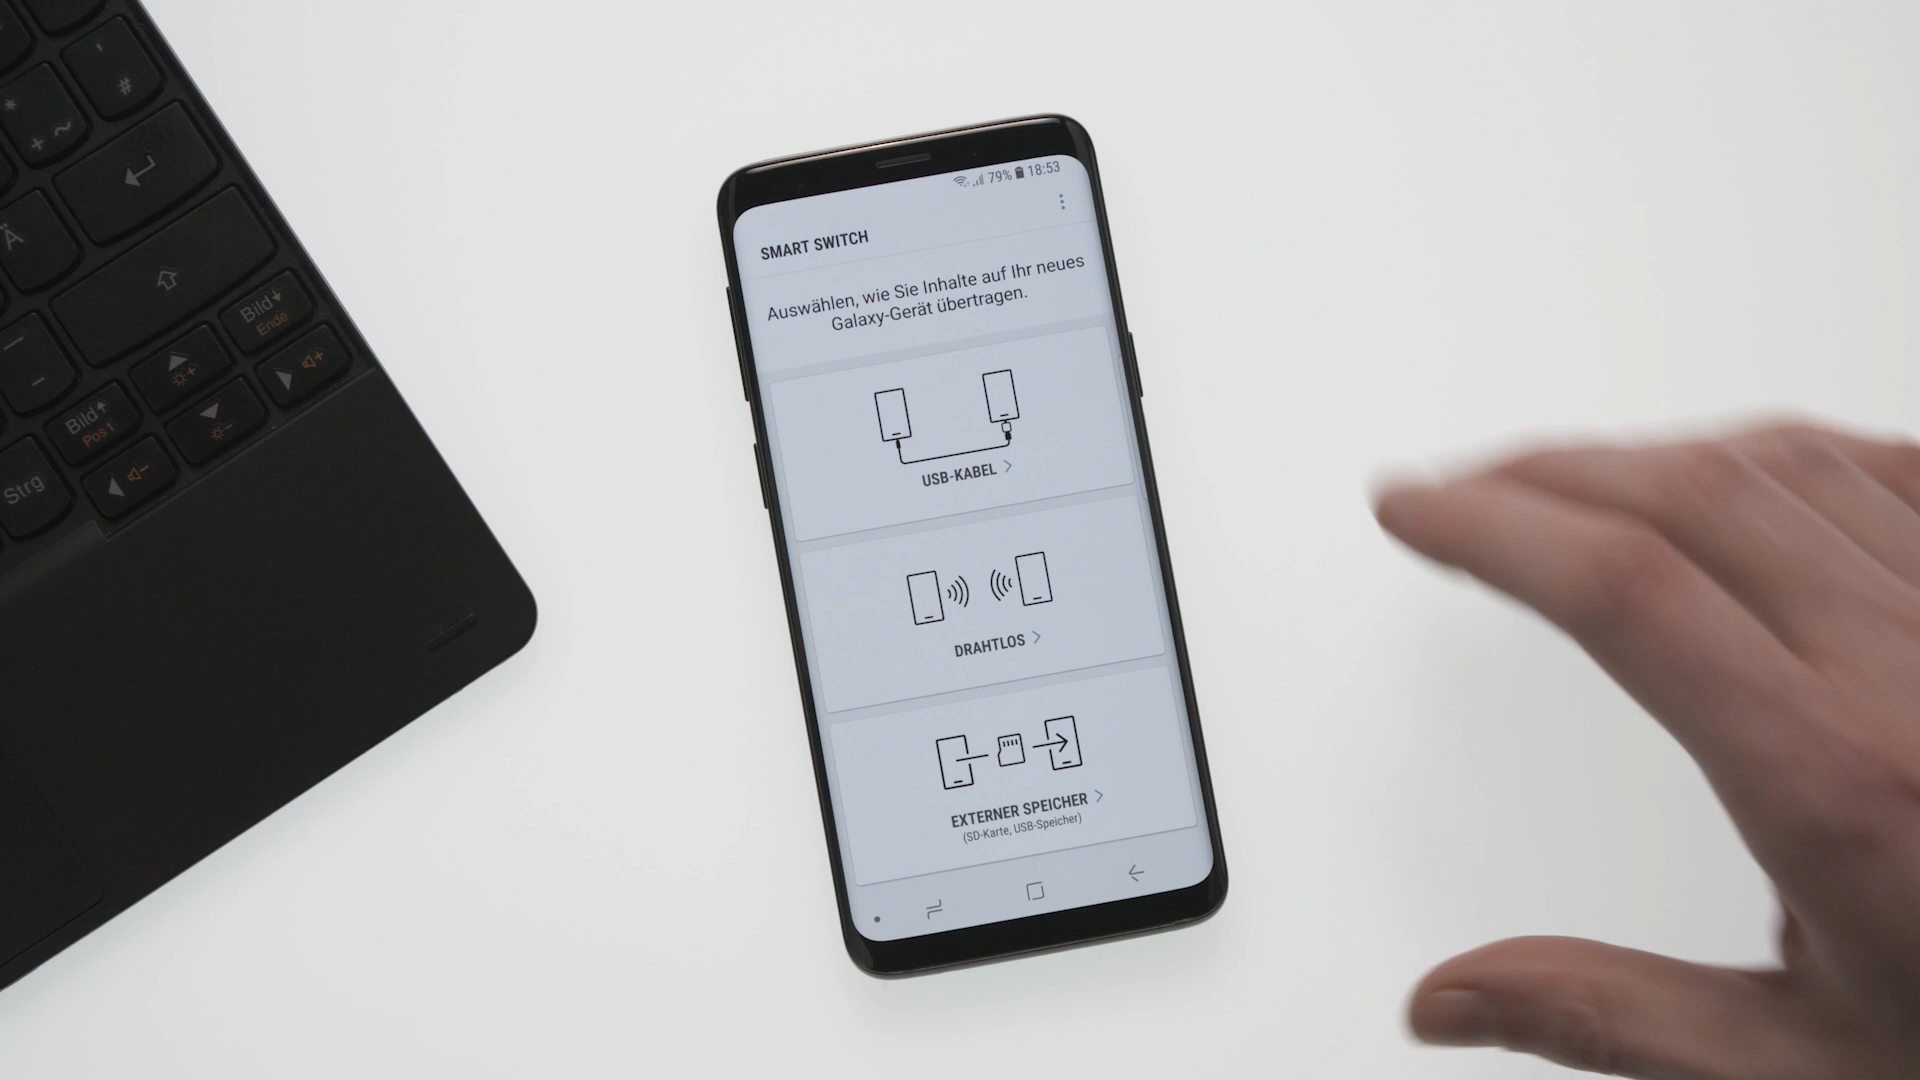 79% 18:53
SMART SWITCH
Auswählen, wie Sie Inhalte auf Ihr neues
Galaxy-Gerät übertragen.
USB-KABEL
DRAHTLOS
EXTERNER SPEICHER
(SD-Karte, USB-Speicher)
' #
* + ~
Ä
Bild↓
Ende
Bild↑
Pos1
Strg